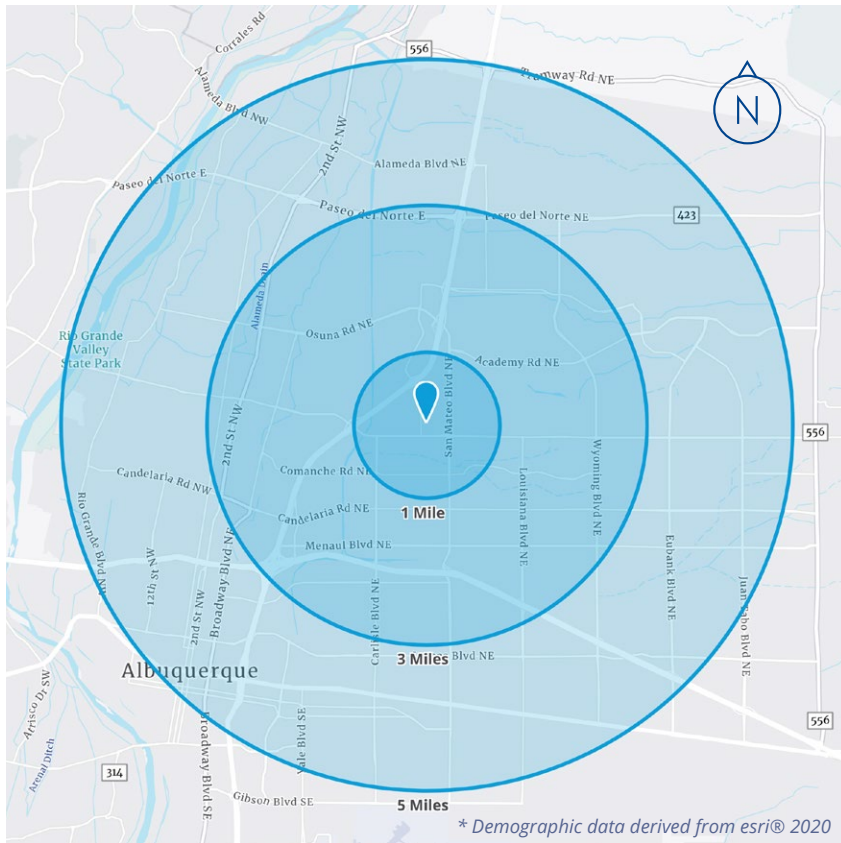 Corrales Rd
556
Tramway Rd NE
N
Alameda Blvd NW
2nd St NW
Alameda Blvd NE
Paseo del Norte E
Paseo del Norte E
Paseo del Norte NE
423
Alameda Drain
Osuna Rd NE
Rio Grande
Valley
State Park
Academy Rd NE
San Mateo Blvd NE
2nd St NW
556
Comanche Rd NE
Candelaria Rd NW
Wyoming Blvd NE
Louisiana Blvd NE
Rio Grande Blvd NW
Candelaria Rd NE
1 Mile
Menaul Blvd NE
12th St NW
Broadway Blvd NE
Eubank Blvd NE
2nd St NW
Carlisle Blvd NE
Juan Tabo Blvd NE
Albuquerque
3 Miles
Blvd NE
Arrisco Dr SW
556
Arenal Ditch
Broadway Blvd SE
Yale Blvd SE
314
Gibson Blvd SE
5 Miles
* Demographic data derived from esri® 2020